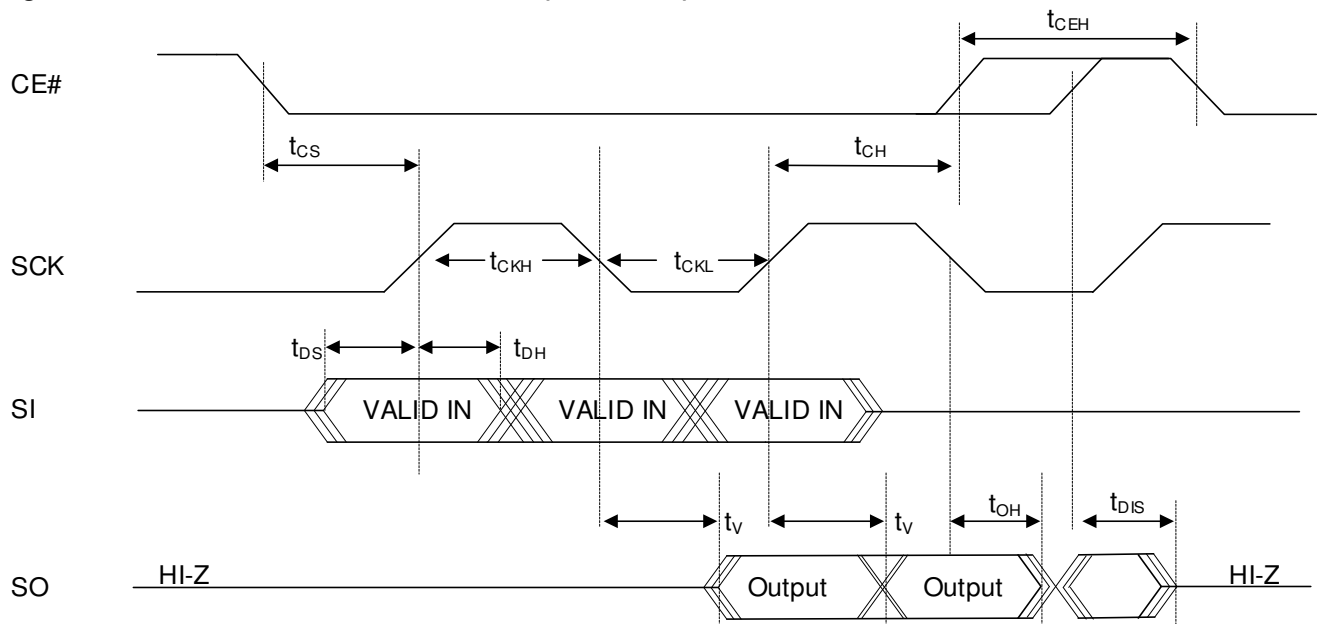 tCEH
CE#
tCS
tCH
SCK
tCKH
tCKL
tDS
tDH
SI
VALID IN
VALID IN
VALID IN
tV
tV
tOH
tDIS
SO
HI-Z
Output
Output
HI-Z